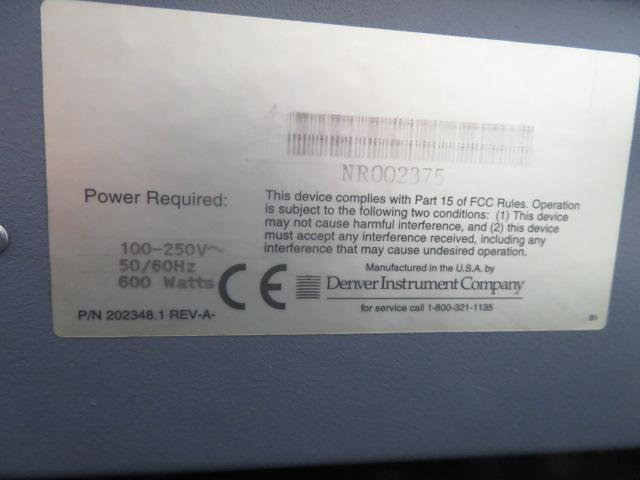 NR002375
Power Required:
This device complies with Part 15 of FCC Rules. Operation
is subject to the following two conditions: (1) This device
may not cause harmful interference, and (2) this device
must accept any interference received, including any
interference that may cause undesired operation.
100-250V~
50/60Hz
600 Watts
CE
Manufactured in the U.S.A. by
Denver Instrument Company
for service call 1-800-321-1135
P/N 202348.1 REV-A-